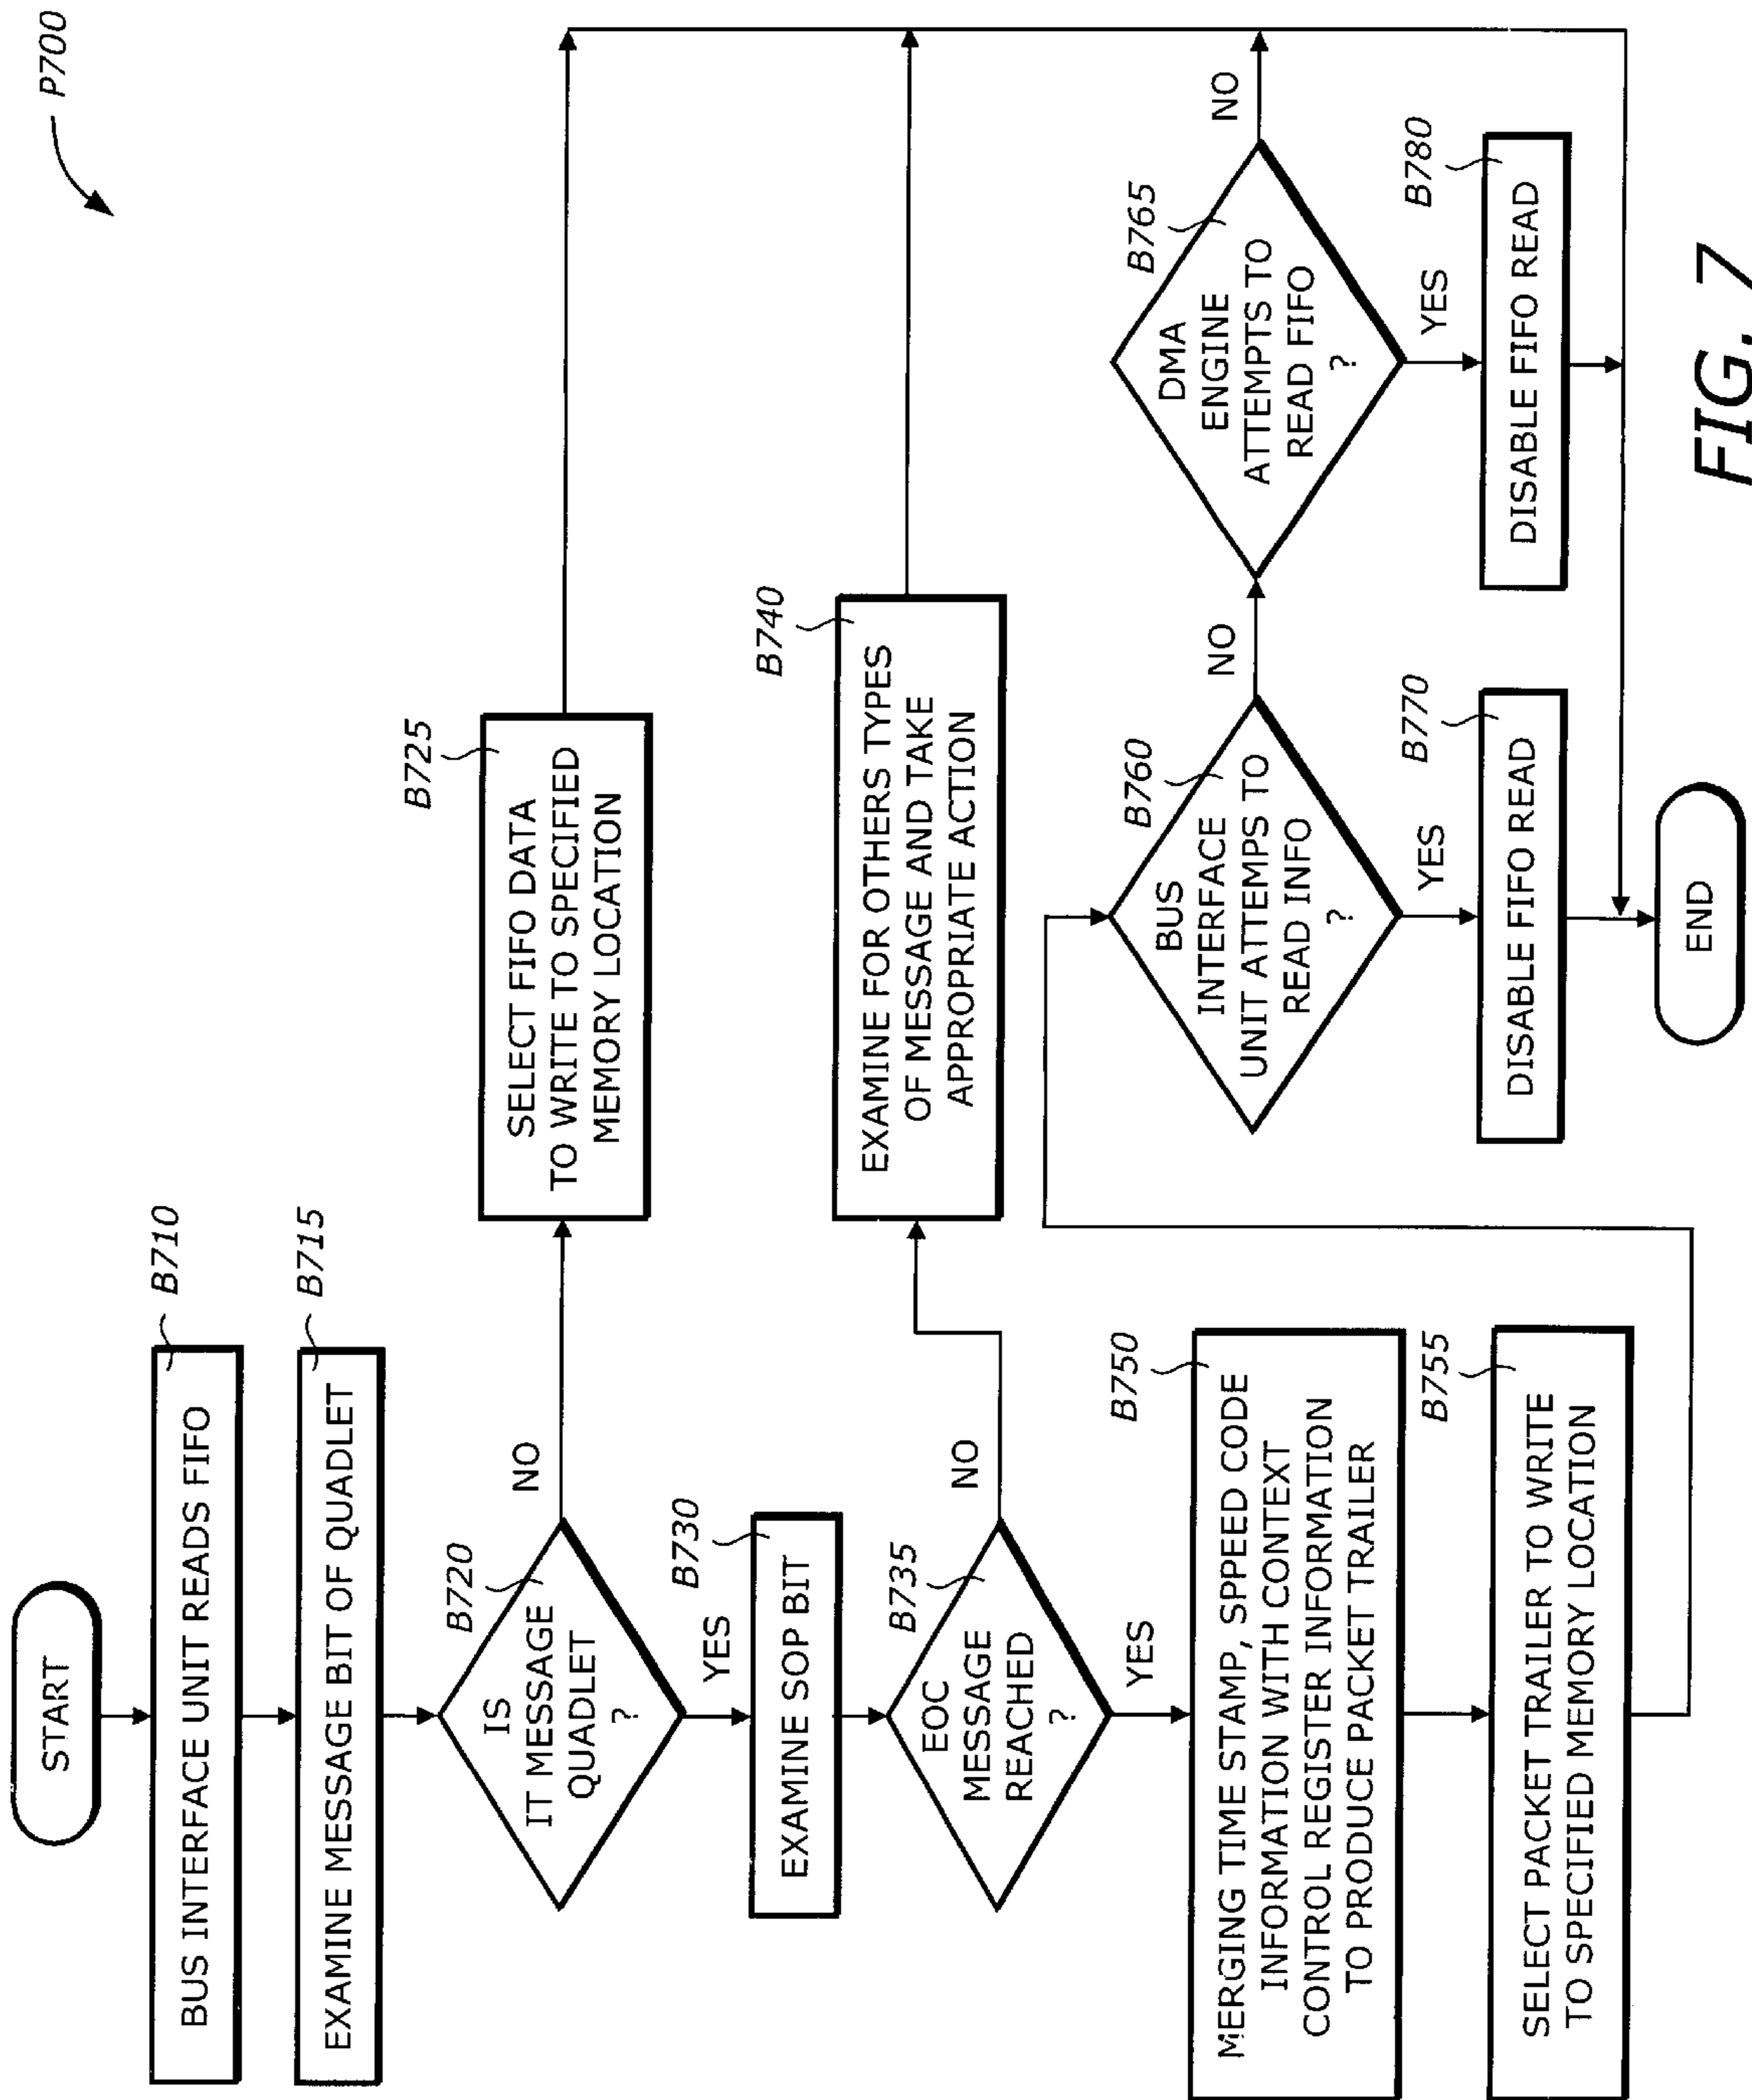 P700
START
B710
BUS INTERFACE UNIT READS FIFO
B715
EXAMINE MESSAGE BIT OF QUADLET
B720
IS
IT MESSAGE
QUADLET
?
NO
YES
B725
SELECT FIFO DATA
TO WRITE TO SPECIFIED
MEMORY LOCATION
B730
EXAMINE SOP BIT
B735
EOC
MESSAGE
REACHED
?
NO
YES
B740
EXAMINE FOR OTHERS TYPES
OF MESSAGE AND TAKE
APPROPRIATE ACTION
B750
MERGING TIME STAMP, SPEED CODE
INFORMATION WITH CONTEXT
CONTROL REGISTER INFORMATION
TO PRODUCE PACKET TRAILER
B755
SELECT PACKET TRAILER TO WRITE
TO SPECIFIED MEMORY LOCATION
B760
BUS
INTERFACE
UNIT ATTEMPS TO
READ INFO
?
NO
YES
B765
DMA
ENGINE
ATTEMPTS TO
READ FIFO
?
NO
YES
B770
DISABLE FIFO READ
B780
DISABLE FIFO READ
END
FIG. 7